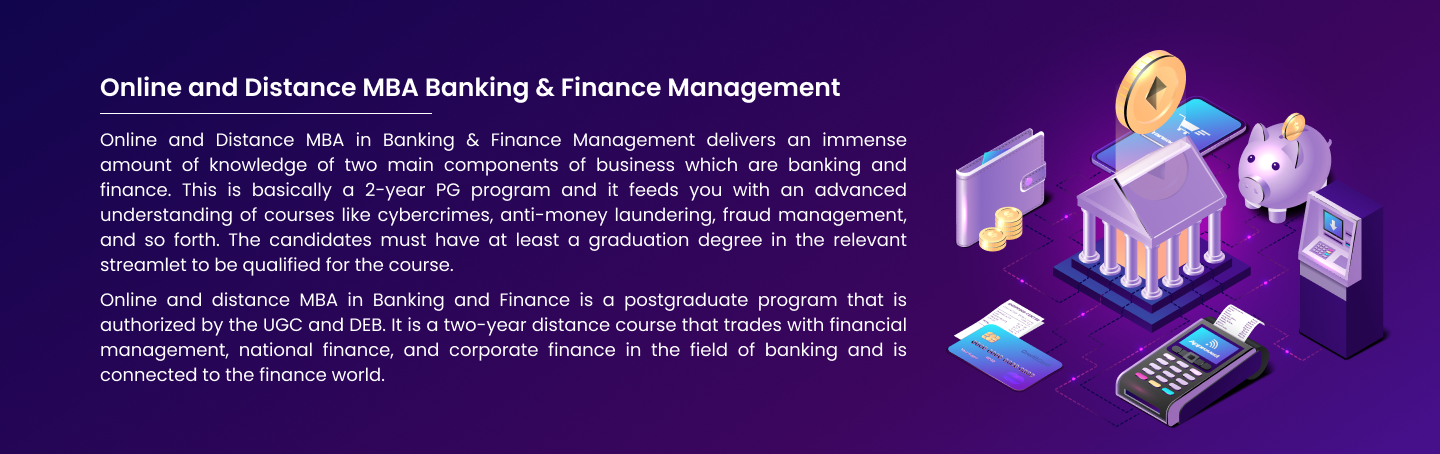 Online and Distance MBA Banking & Finance Management
Online and Distance MBA in Banking & Finance Management delivers an immense
amount of knowledge of two main components of business which are banking and
finance. This is basically a 2-year PG program and it feeds you with an advanced
understanding of courses like cybercrimes, anti-money laundering, fraud management,
and so forth. The candidates must have at least a graduation degree in the relevant
streamlet to be qualified for the course.
Online and distance MBA in Banking and Finance is a postgraduate program that is
authorized by the UGC and DEB. It is a two-year distance course that trades with financial
management, national finance, and corporate finance in the field of banking and is
connected to the finance world.
Approved